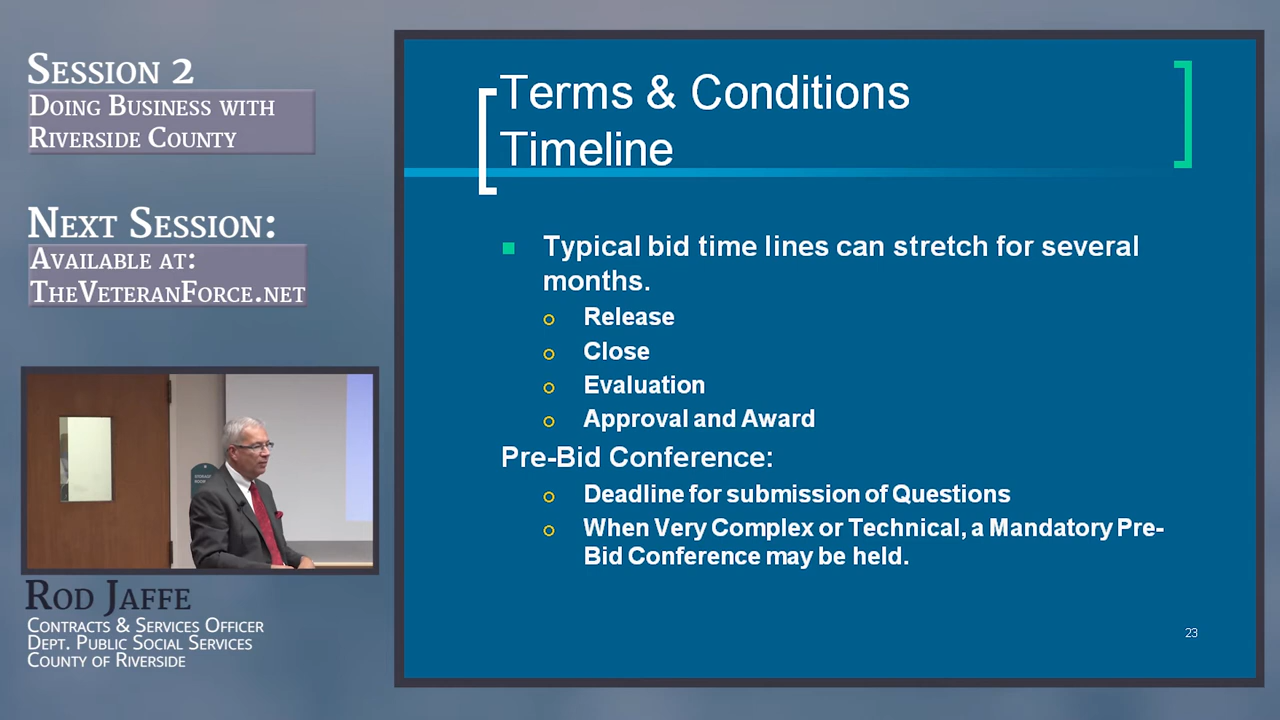 Session 2
Doing Business with
Riverside County
Next Session:
Available at:
TheVeteranForce.net
Rod Jaffe
Contracts & Services Officer
Dept. Public Social Services
County of Riverside
Terms & Conditions
Timeline
Typical bid time lines can stretch for several
months.
Release
Close
Evaluation
Approval and Award
Pre-Bid Conference:
Deadline for submission of Questions
When Very Complex or Technical, a Mandatory Pre-
Bid Conference may be held.
23